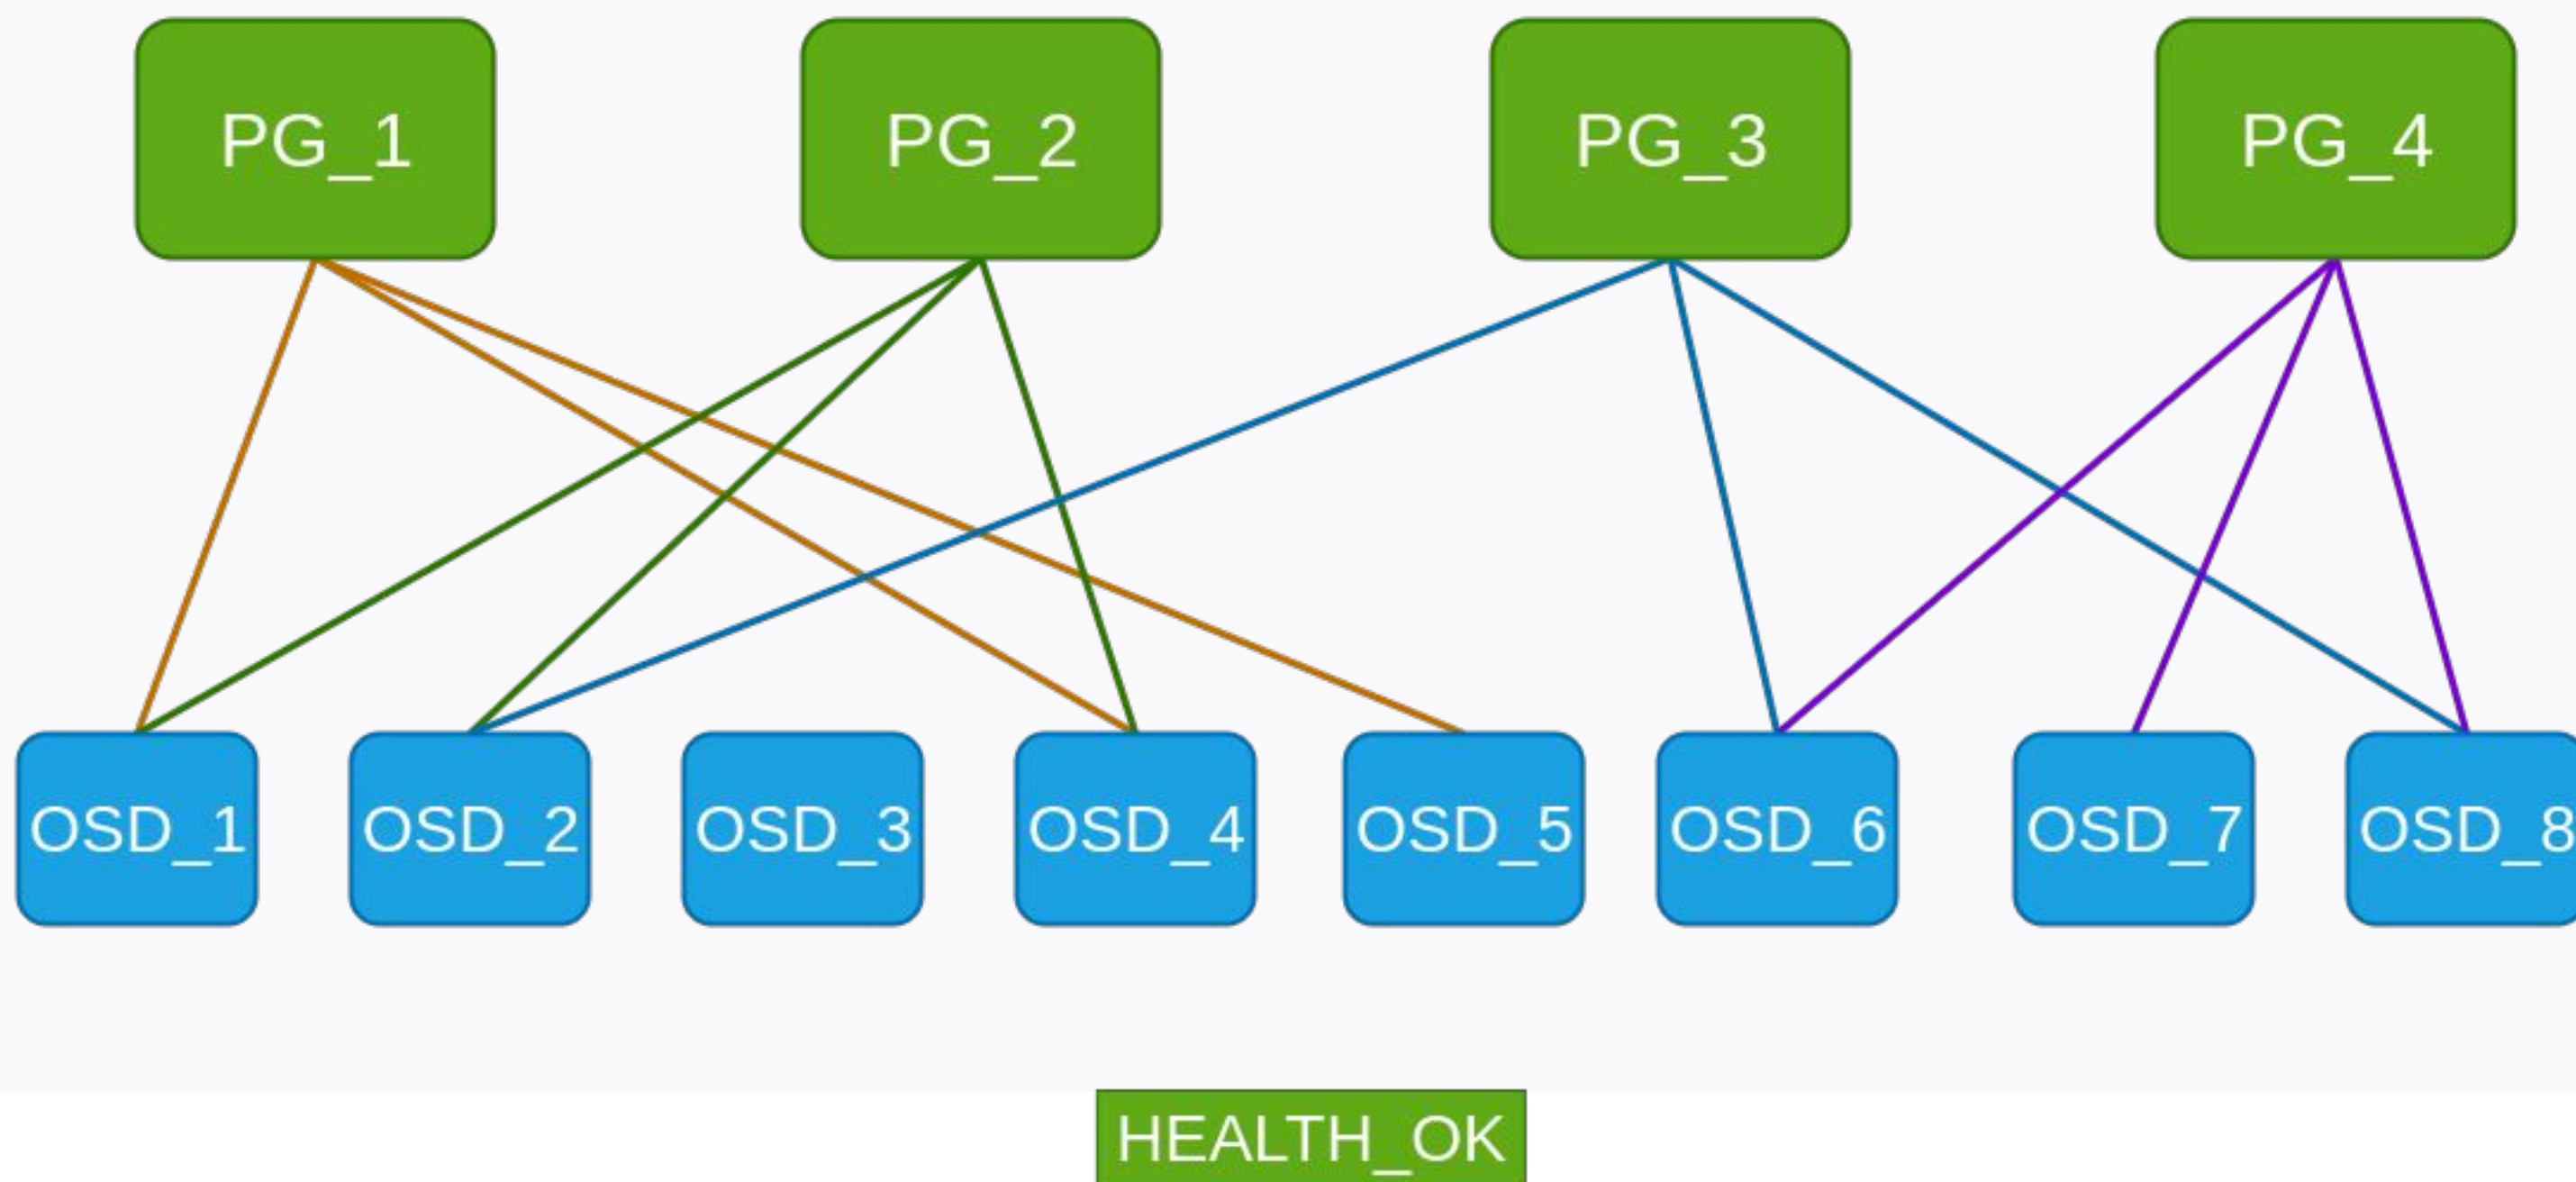 PG_1
PG_2
PG_3
PG_4
OSD_1
OSD_2
OSD_3
OSD_4
OSD_5
OSD_6
OSD_7
OSD_8
HEALTH_OK